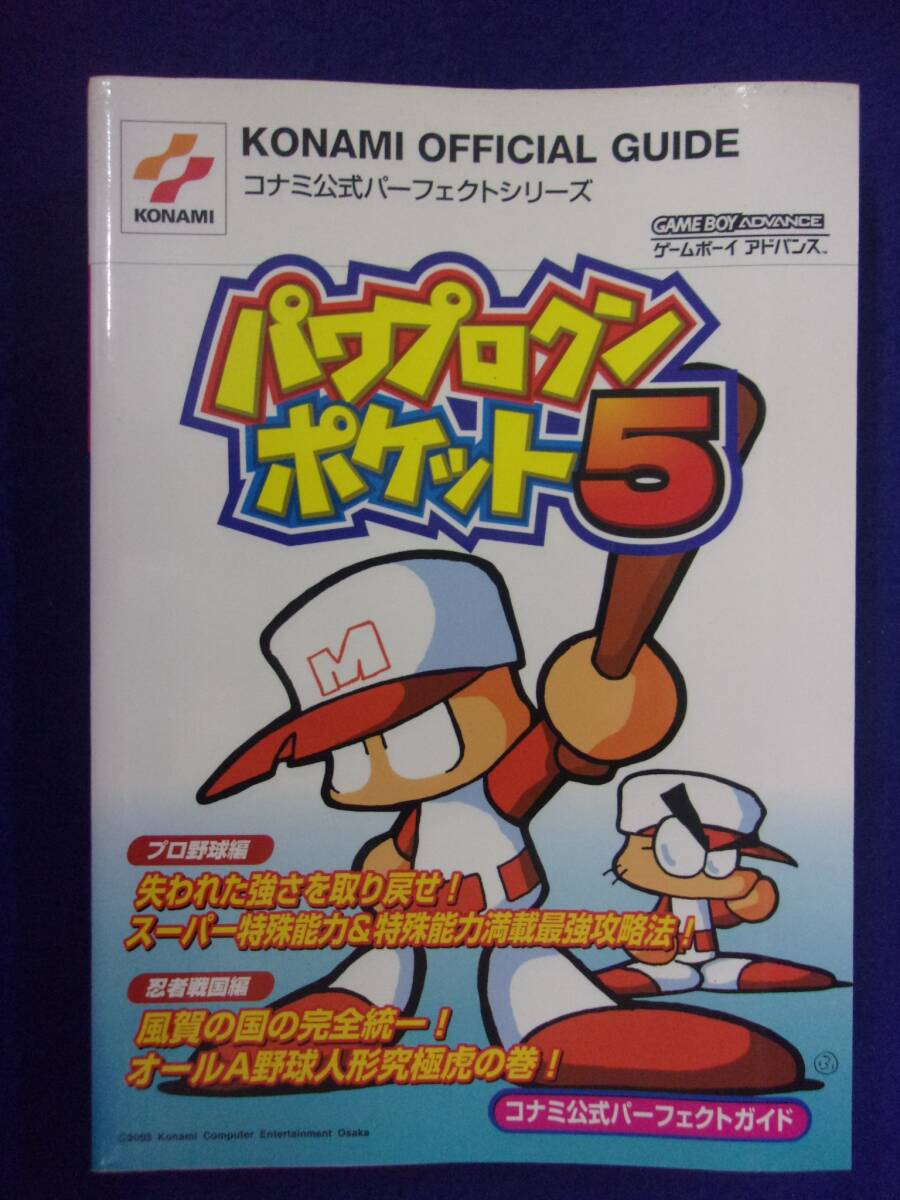 KONAMI
KONAMI OFFICIAL GUIDE
コナミ公式パーフェクトシリーズ
GAME BOY ADVANCE
ゲームボーイ アドバンス™
パワプロクン
ポケット5
M
プロ野球編
失われた強さを取り戻せ!
スーパー特殊能力&特殊能力満載最強攻略法!
忍者戦国編
風賀の国の完全統一!
オールA野球人形究極虎の巻!
ふ
コナミ公式パーフェクトガイド
©2003 Konami Computer Entertainment Osaka